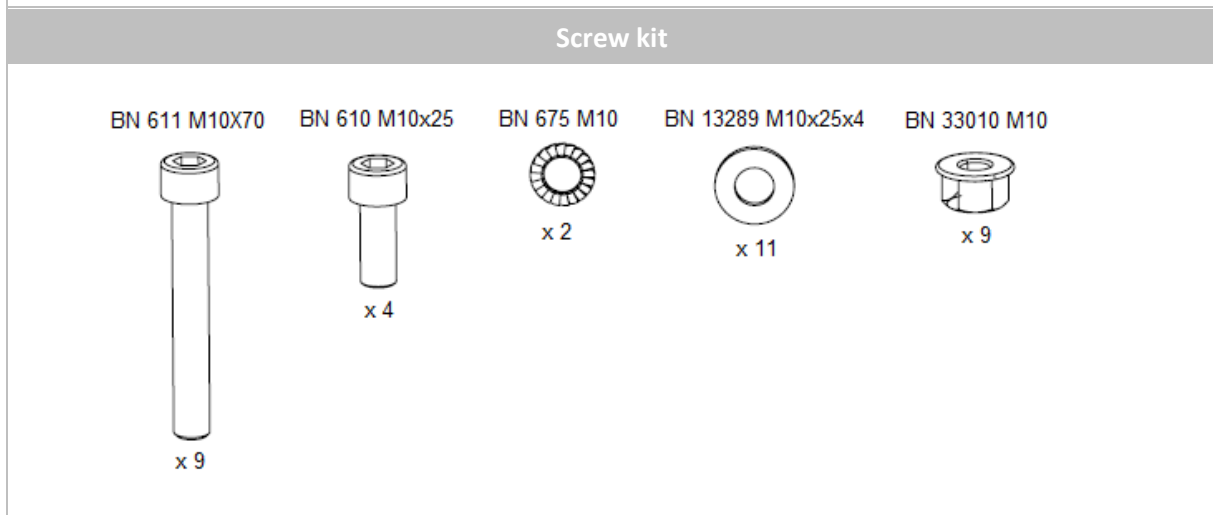 Screw kit
BN 611 M10X70
BN 610 M10x25
BN 675 M10
BN 13289 M10x25x4
BN 33010 M10
x 2
x 9
x 11
x 4
x 9